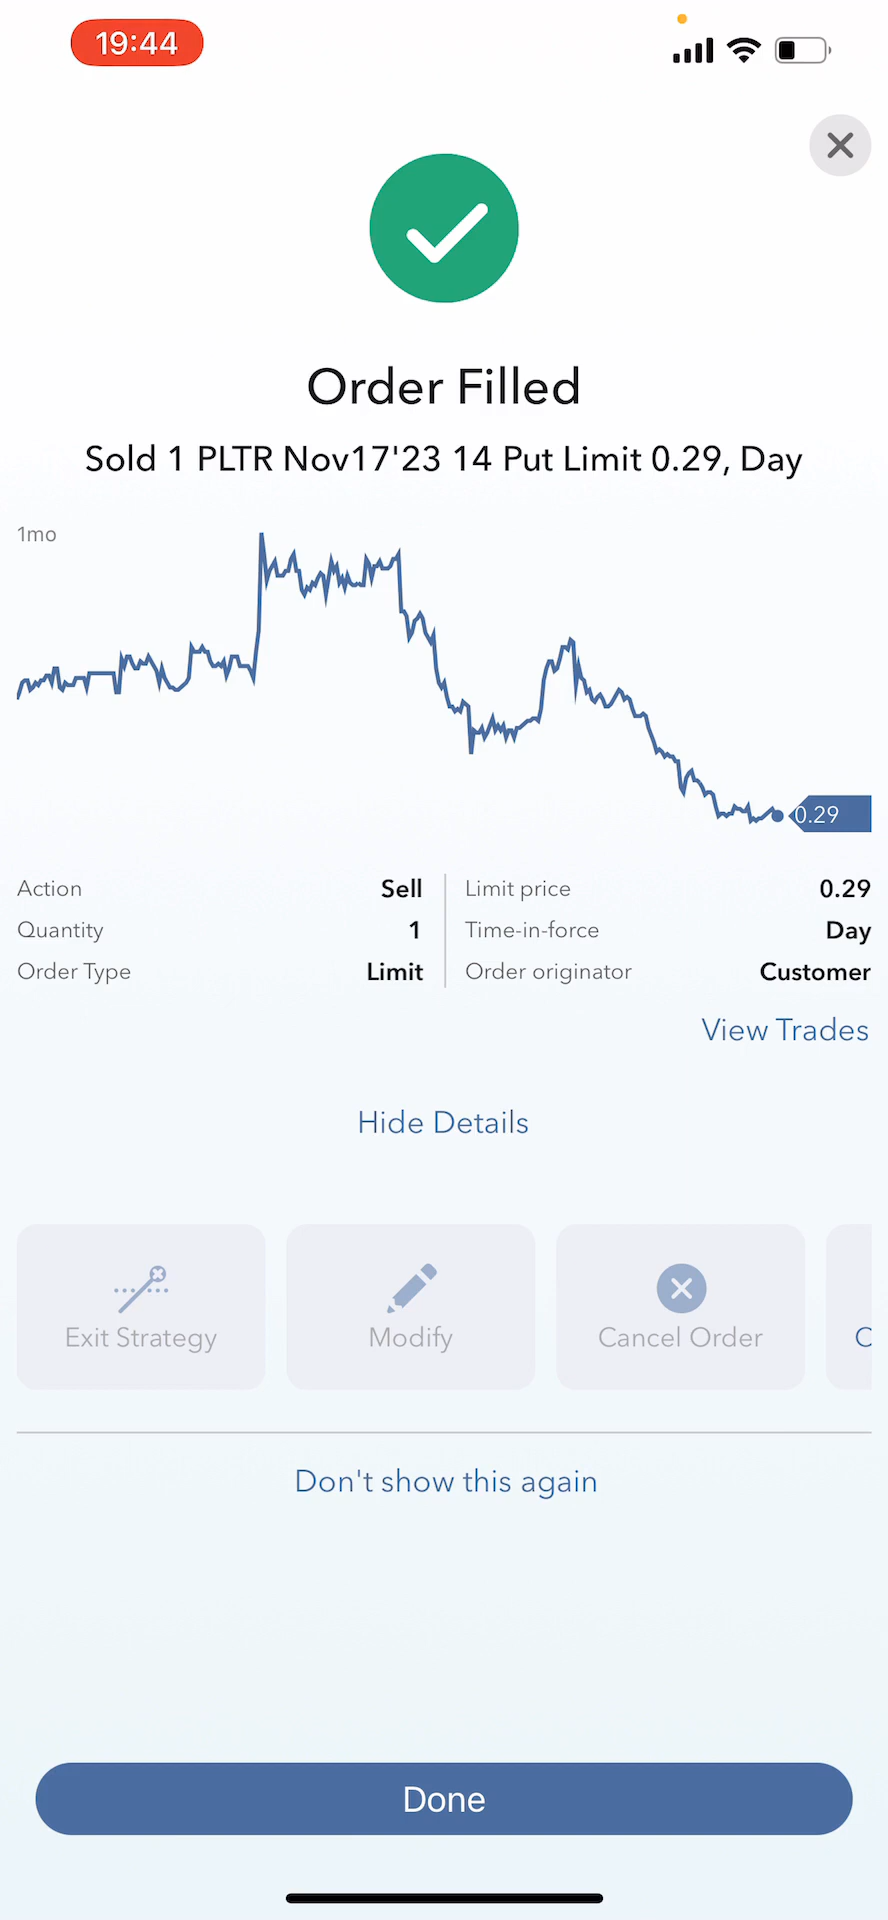 19:44
Order Filled
Sold 1 PLTR Nov17'23 14 Put Limit 0.29, Day
1mo
0.29
Action Sell
Quantity 1
Order Type Limit
Limit price 0.29
Time-in-force Day
Order originator Customer
View Trades
Hide Details
Exit Strategy
Modify
Cancel Order
Don't show this again
Done